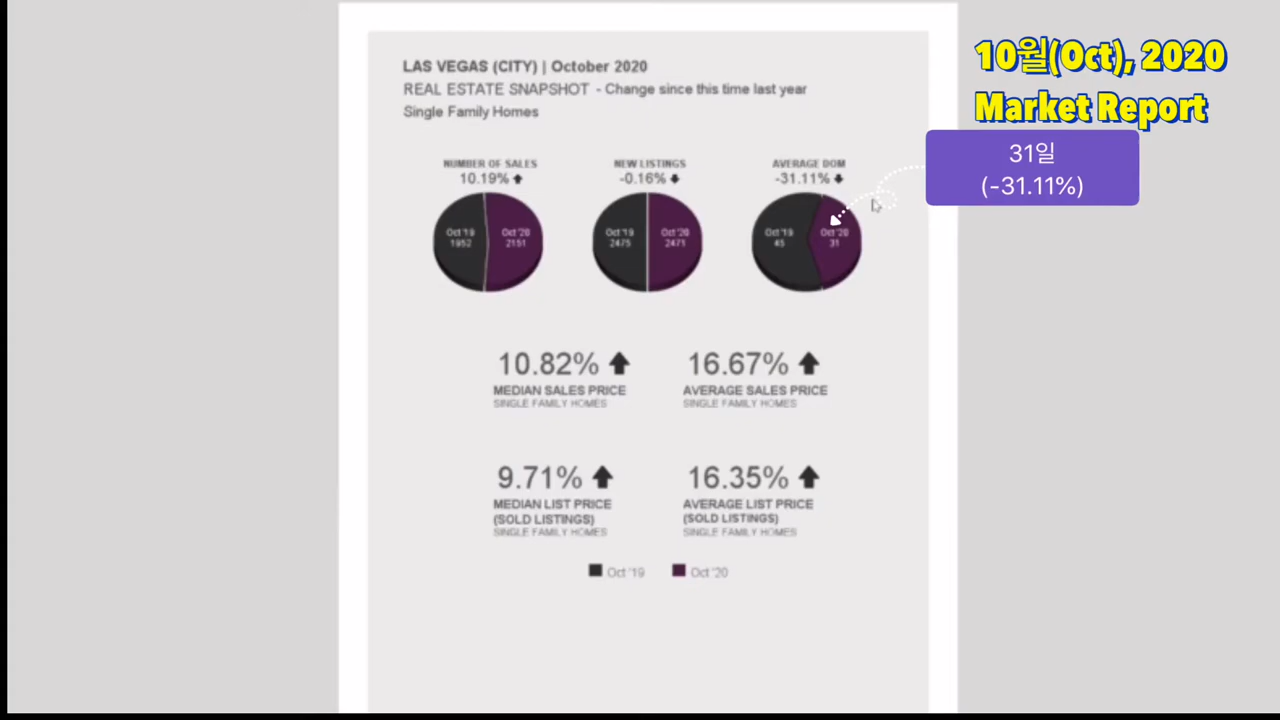 10월(Oct), 2020
Market Report
31일
(-31.11%)
LAS VEGAS (CITY) | October 2020
REAL ESTATE SNAPSHOT - Change since this time last year
Single Family Homes
NUMBER OF SALES
10.19%
Oct '19
1952
Oct '20
2151
NEW LISTINGS
-0.16%
Oct '19
2475
Oct '20
2471
AVERAGE DOM
-31.11%
Oct '19
45
Oct '20
31
10.82%
MEDIAN SALES PRICE
SINGLE FAMILY HOMES
16.67%
AVERAGE SALES PRICE
SINGLE FAMILY HOMES
9.71%
MEDIAN LIST PRICE
(SOLD LISTINGS)
SINGLE FAMILY HOMES
16.35%
AVERAGE LIST PRICE
(SOLD LISTINGS)
SINGLE FAMILY HOMES
Oct '19
Oct '20